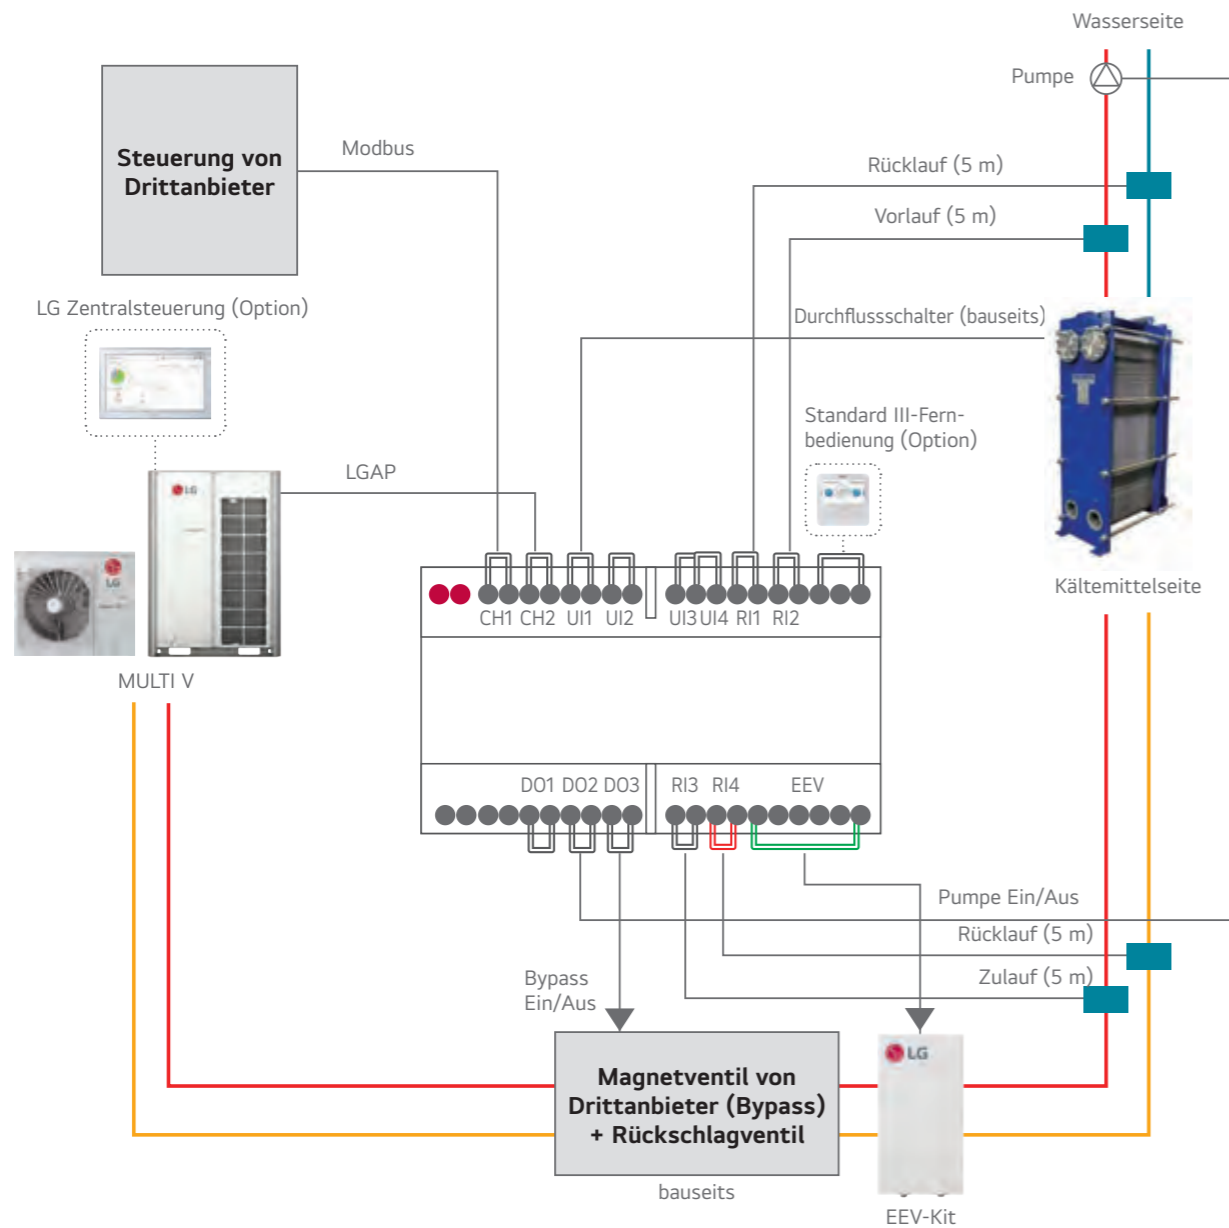 Wasserseite
Pumpe
Steuerung von
Drittanbieter
Modbus
Rücklauf (5 m)
Vorlauf (5 m)
LG Zentralsteuerung (Option)
Durchflussschalter (bauseits)
Standard III-Fern-
bedienung (Option)
LGAP
LG
LG
Kältemittelseite
CH1 CH2 UI1 UI2 UI3 UI4 RI1 RI2
MULTI V
DO1 DO2 DO3 RI3 RI4 EEV
Pumpe Ein/Aus
Rücklauf (5 m)
Zulauf (5 m)
Bypass
Ein/Aus
LG
Magnetventil von
Drittanbieter (Bypass)
+ Rückschlagventil
bauseits
EEV-Kit